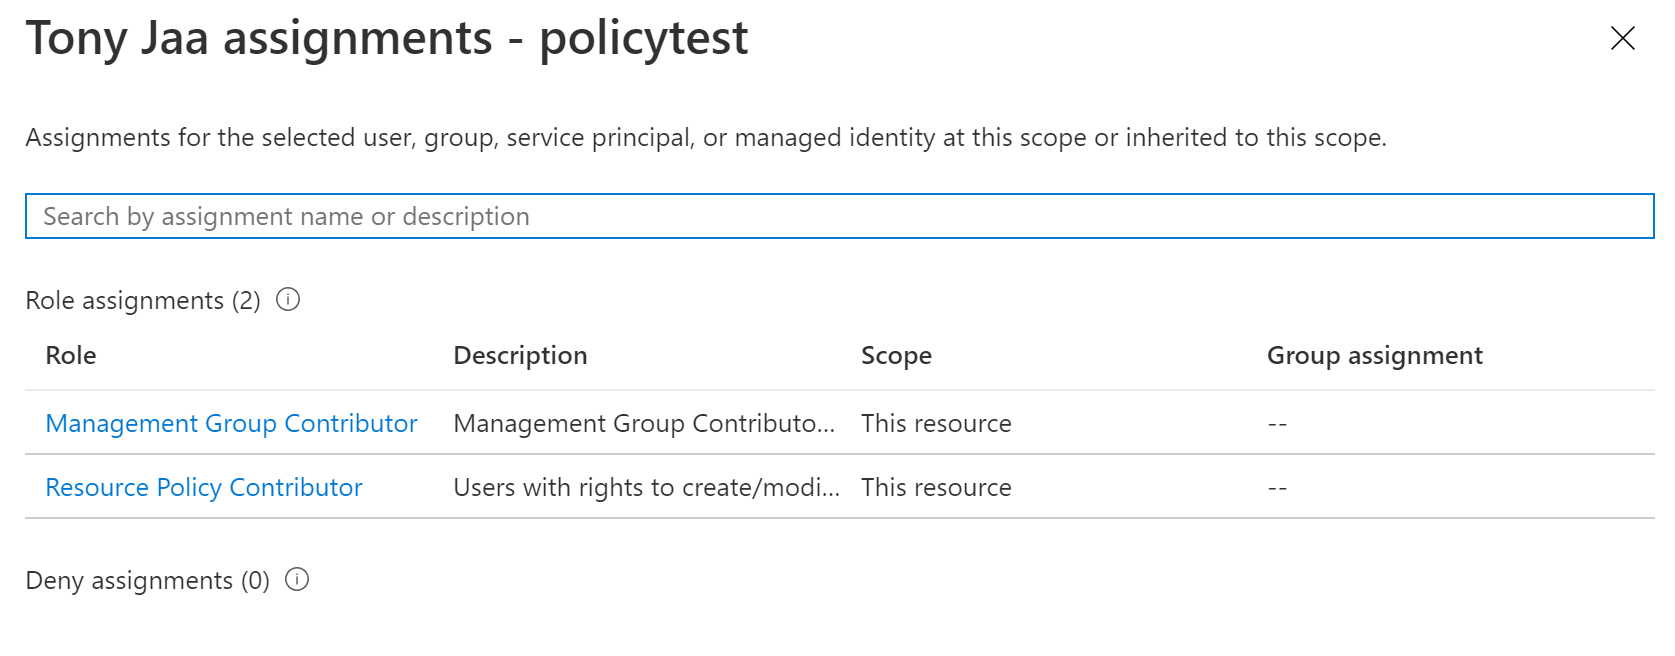 Tony Jaa assignments - policytest
Assignments for the selected user, group, service principal, or managed identity at this scope or inherited to this scope.
Search by assignment name or description
Role assignments (2)
Role Description Scope Group assignment
Management Group Contributor Management Group Contributo... This resource --
Resource Policy Contributor Users with rights to create/modi... This resource --
Deny assignments (0)